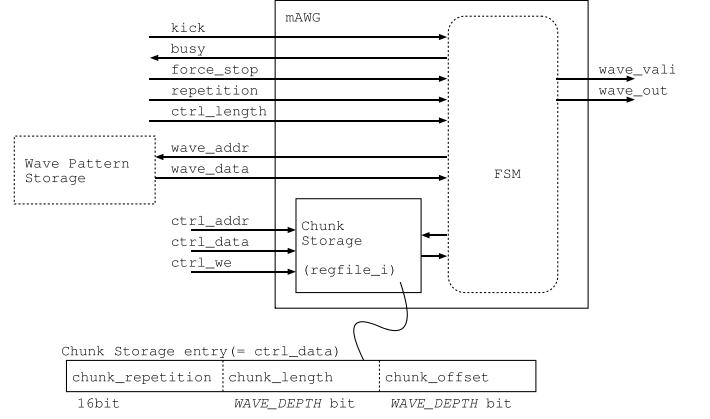 mAWG
kick
busy
force_stop
repetition
ctrl_length
wave_vali
wave_out
wave_addr
wave_data
Wave Pattern
Storage
FSM
ctrl_addr
ctrl_data
ctrl_we
Chunk
Storage
(regfile_i)
Chunk Storage entry(= ctrl_data)
chunk_repetition chunk_length chunk_offset
16bit WAVE_DEPTH bit WAVE_DEPTH bit